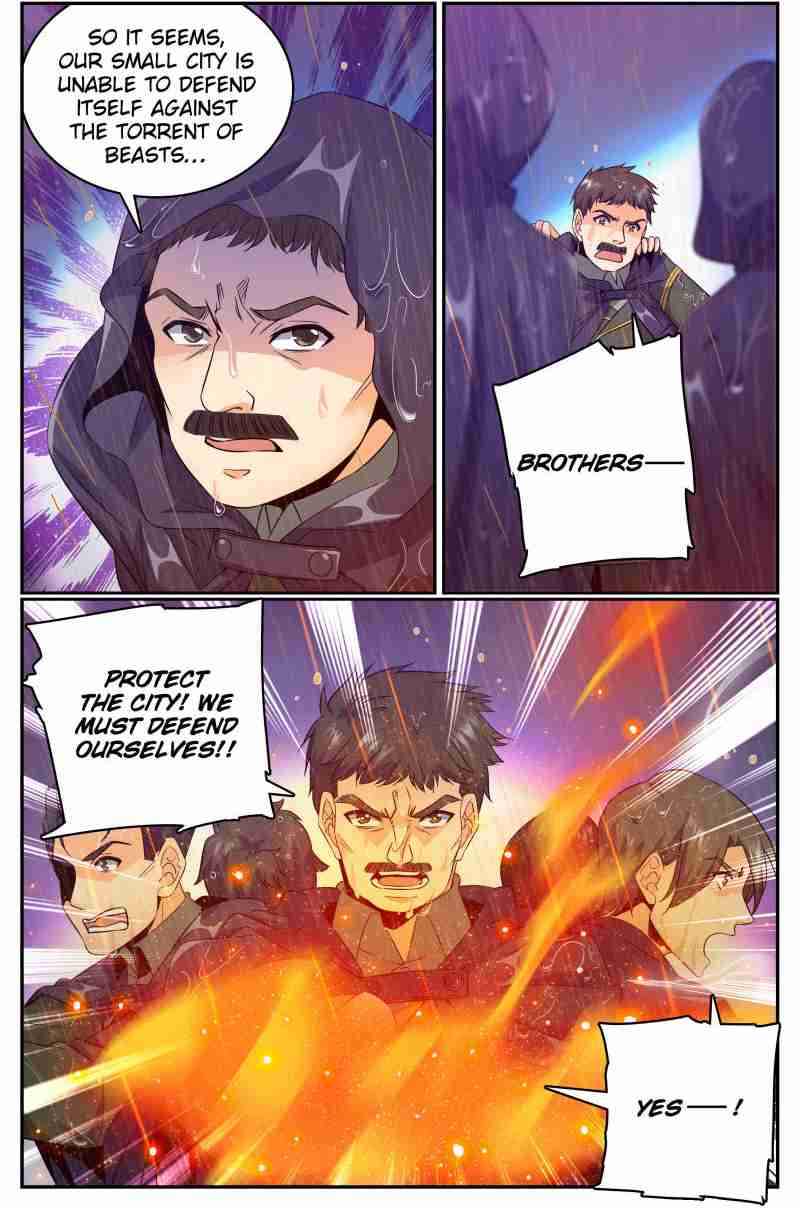 SO IT SEEMS,
OUR SMALL CITY IS
UNABLE TO DEFEND
ITSELF AGAINST
THE TORRENT OF
BEASTS...
BROTHERS—
PROTECT
THE CITY! WE
MUST DEFEND
OURSELVES!!
YES—!